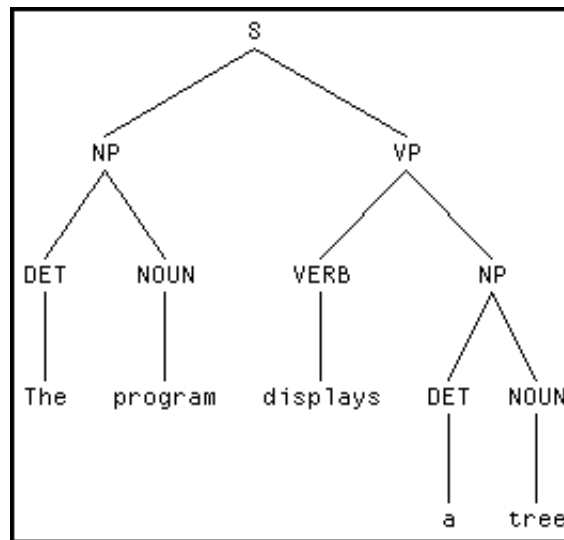 S
NP VP
DET NOUN VERB NP
The program displays DET NOUN
a tree